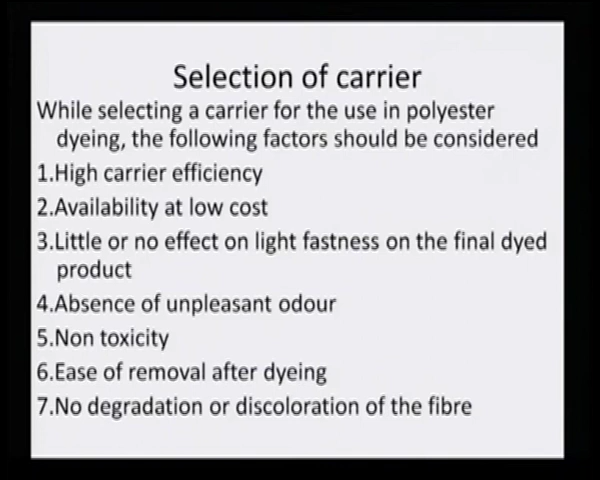 Selection of carrier
While selecting a carrier for the use in polyester
dyeing, the following factors should be considered
1.High carrier efficiency
2.Availability at low cost
3.Little or no effect on light fastness on the final dyed
product
4.Absence of unpleasant odour
5.Non toxicity
6.Ease of removal after dyeing
7.No degradation or discoloration of the fibre